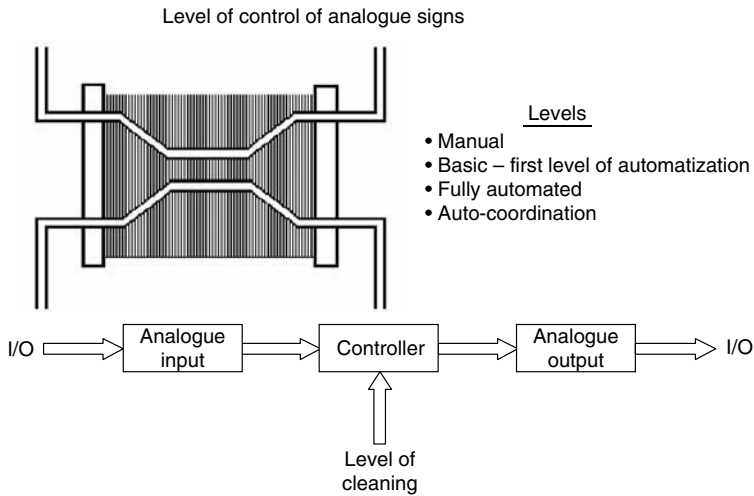 Level of control of analogue signs
Levels
• Manual
• Basic – first level of automatization
• Fully automated
• Auto-coordination
I/O
Analogue
input
Controller
Analogue
output
I/O
Level of
cleaning